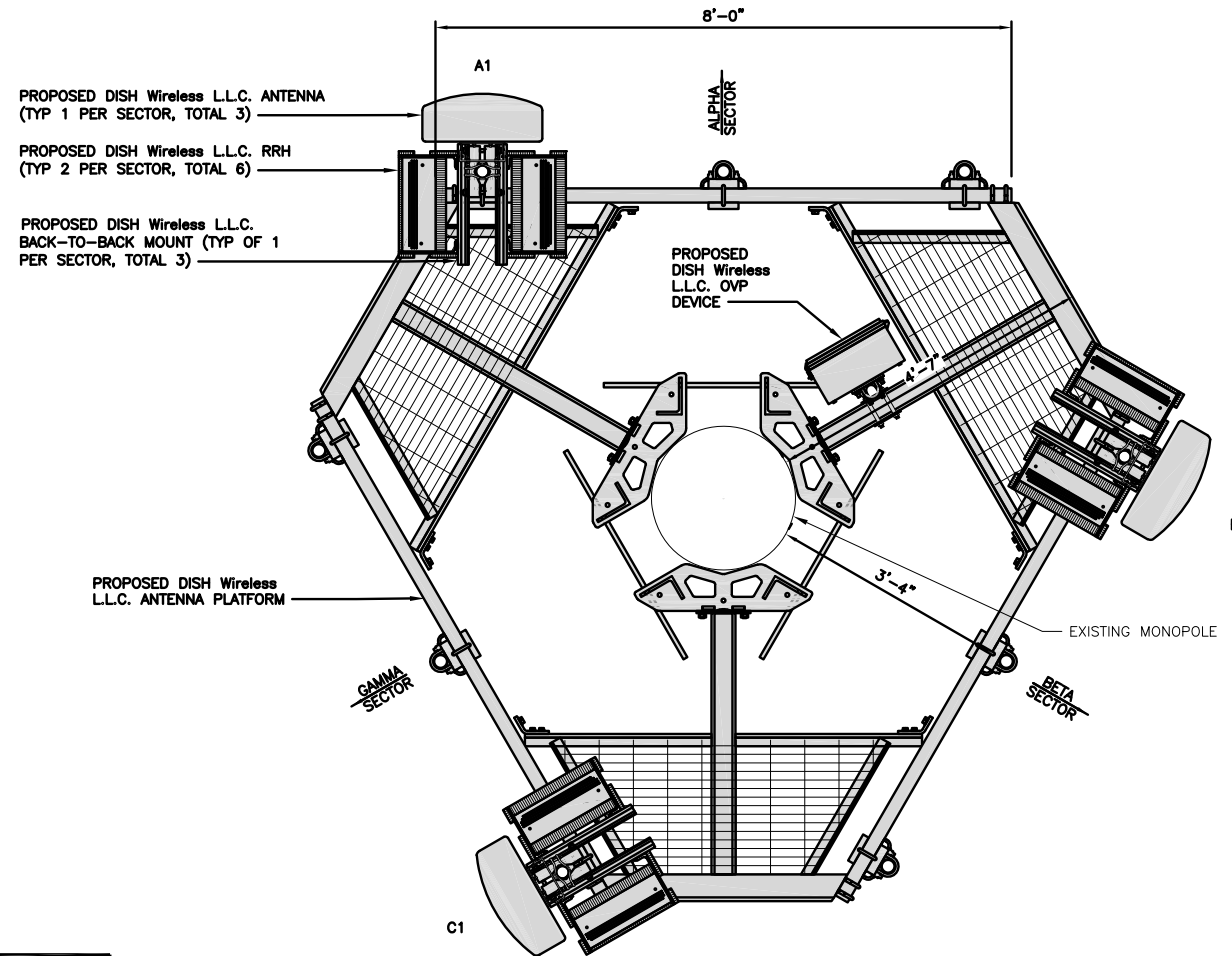 8'-0"
A1
PROPOSED DISH Wireless L.L.C. ANTENNA
(TYP 1 PER SECTOR, TOTAL 3)
ALPHA
SECTOR
PROPOSED DISH Wireless L.L.C. RRH
(TYP 2 PER SECTOR, TOTAL 6)
PROPOSED DISH Wireless L.L.C.
BACK-TO-BACK MOUNT (TYP OF 1
PER SECTOR, TOTAL 3)
PROPOSED
DISH Wireless
L.L.C. OVP
DEVICE
4'-7"
PROPOSED DISH Wireless
L.L.C. ANTENNA PLATFORM
3'-4"
EXISTING MONOPOLE
GAMMA
SECTOR
BETA
SECTOR
C1